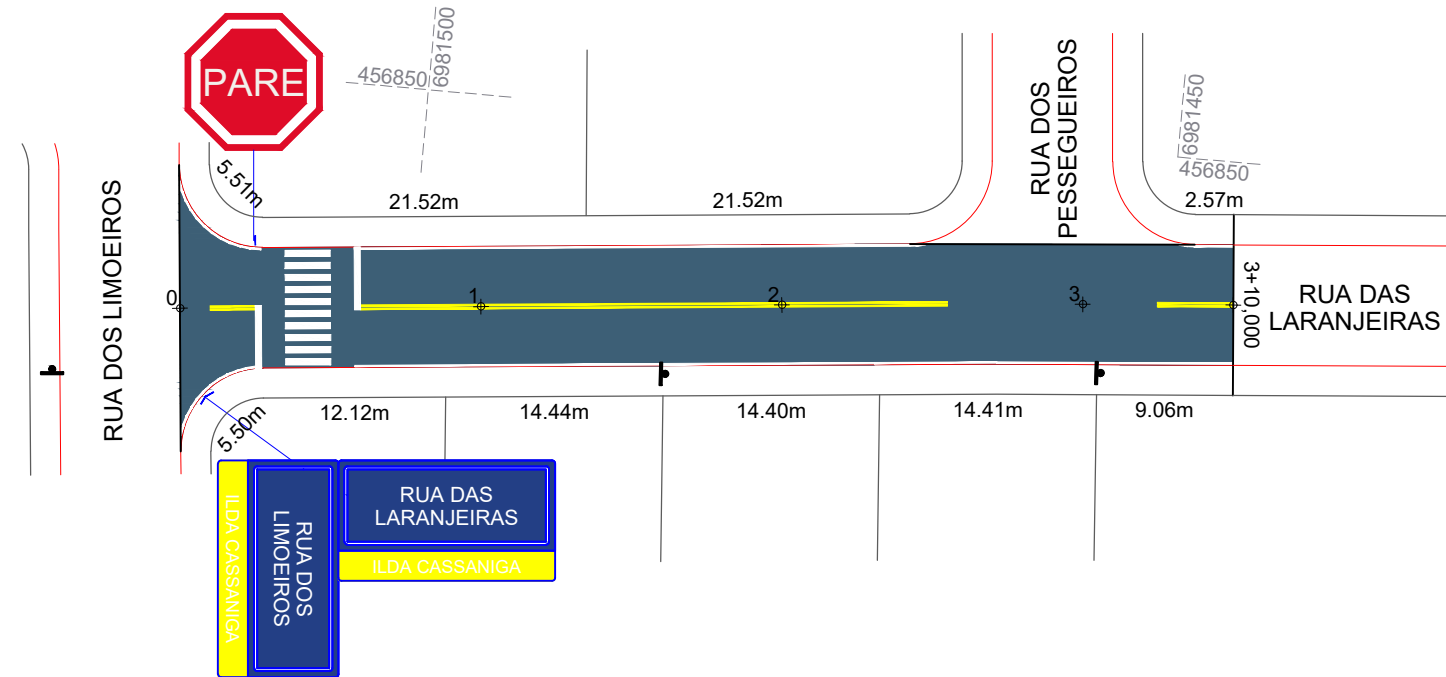 PARE
456850
6981500
RUA DOS
PESSEGUEIROS
6981450
456850
5.51m
21.52m
21.52m
2.57m
RUA DOS LIMOEIROS
0
1
2
3
3+10,000
RUA DAS
LARANJEIRAS
5.50m
12.12m
14.44m
14.40m
14.41m
9.06m
ILDA CASSANIGA
RUA DOS
LIMOEIROS
RUA DAS
LARANJEIRAS
ILDA CASSANIGA